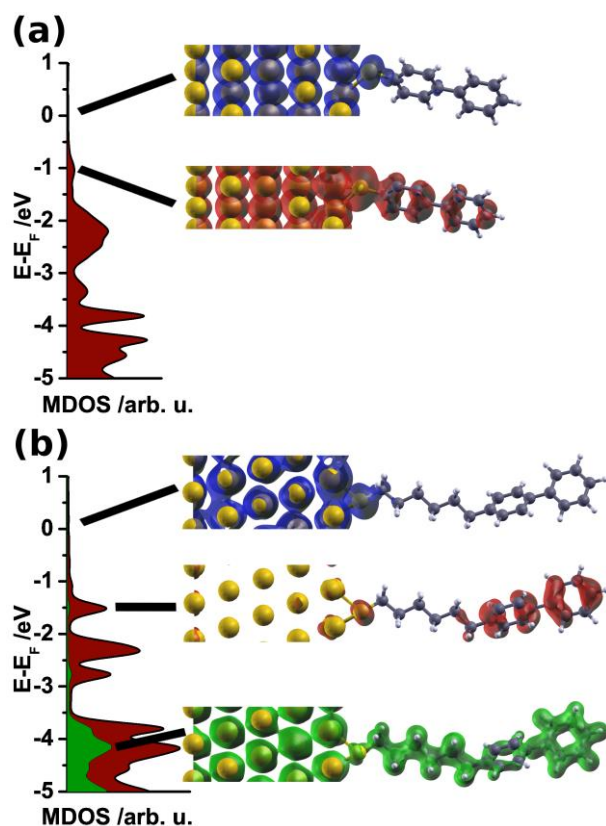 (a)
1
0
-1
-2
-3
-4
-5
E-E_F /eV
MDOS /arb. u.
(b)
1
0
-1
-2
-3
-4
-5
E-E_F /eV
MDOS /arb. u.